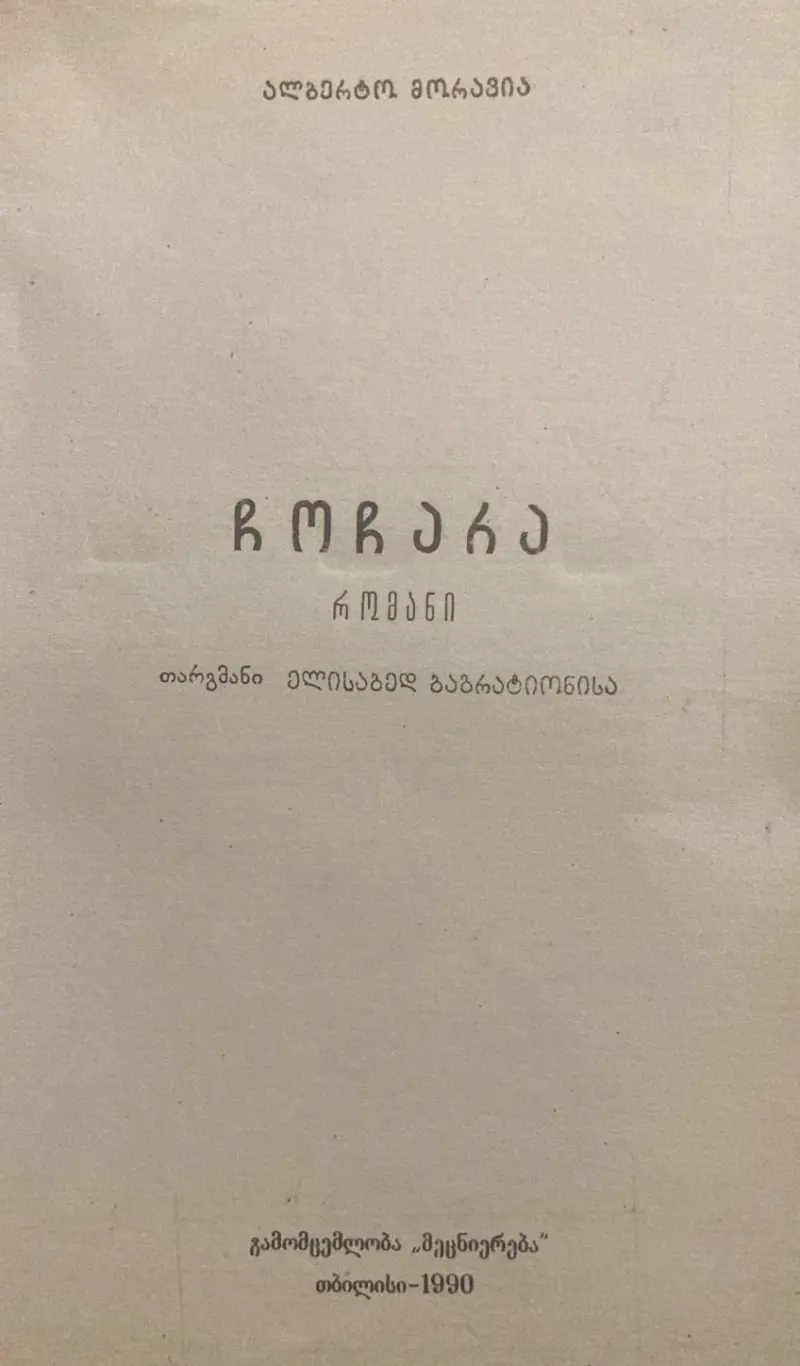 ალბერტო მორავია
ჩოჩარა
რომანი
თარგმანი ელისაბედ ბაგრატიონისა
გამომცემლობა „მეცნიერება“
თბილისი-1990